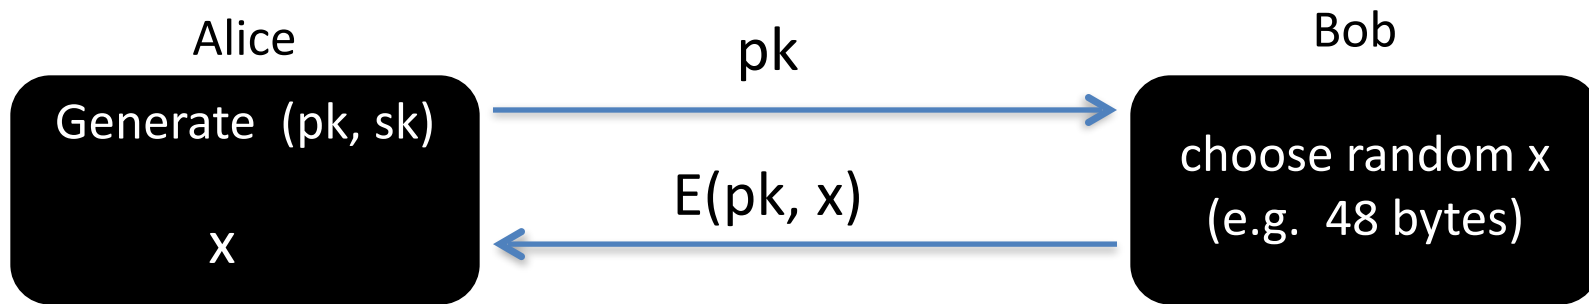 Alice
pk
Bob
Generate (pk, sk)
choose random x
(e.g. 48 bytes)
E(pk, x)
x